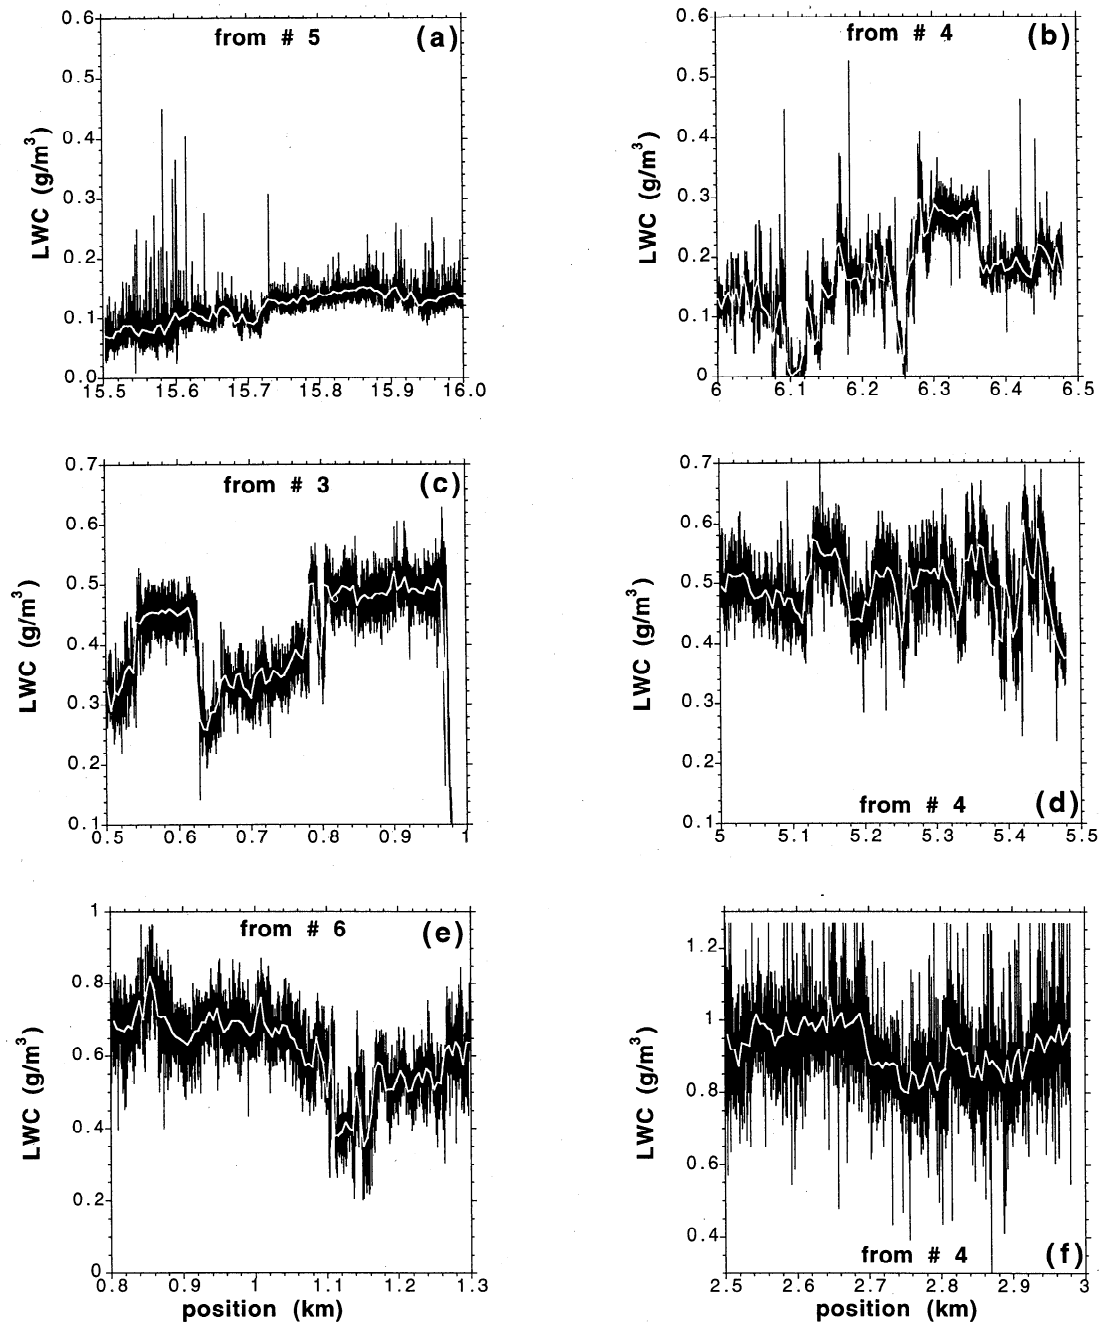 from # 5 (a)
LWC (g/m³)
0.6
0.5
0.4
0.3
0.2
0.1
0.0
15.5 15.6 15.7 15.8 15.9 16.0
from # 4 (b)
LWC (g/m³)
0.6
0.5
0.4
0.3
0.2
0.1
0
6 6.1 6.2 6.3 6.4 6.5
from # 3 (c)
LWC (g/m³)
0.7
0.6
0.5
0.4
0.3
0.2
0.1
0.5 0.6 0.7 0.8 0.9 1
LWC (g/m³)
0.7
0.6
0.5
0.4
0.3
0.2
0.1
from # 4 (d)
5 5.1 5.2 5.3 5.4 5.5
from # 6 (e)
LWC (g/m³)
1
0.8
0.6
0.4
0.2
0
0.8 0.9 1 1.1 1.2 1.3
position (km)
LWC (g/m³)
1.2
1
0.8
0.6
0.4
from # 4 (f)
2.5 2.6 2.7 2.8 2.9 3
position (km)